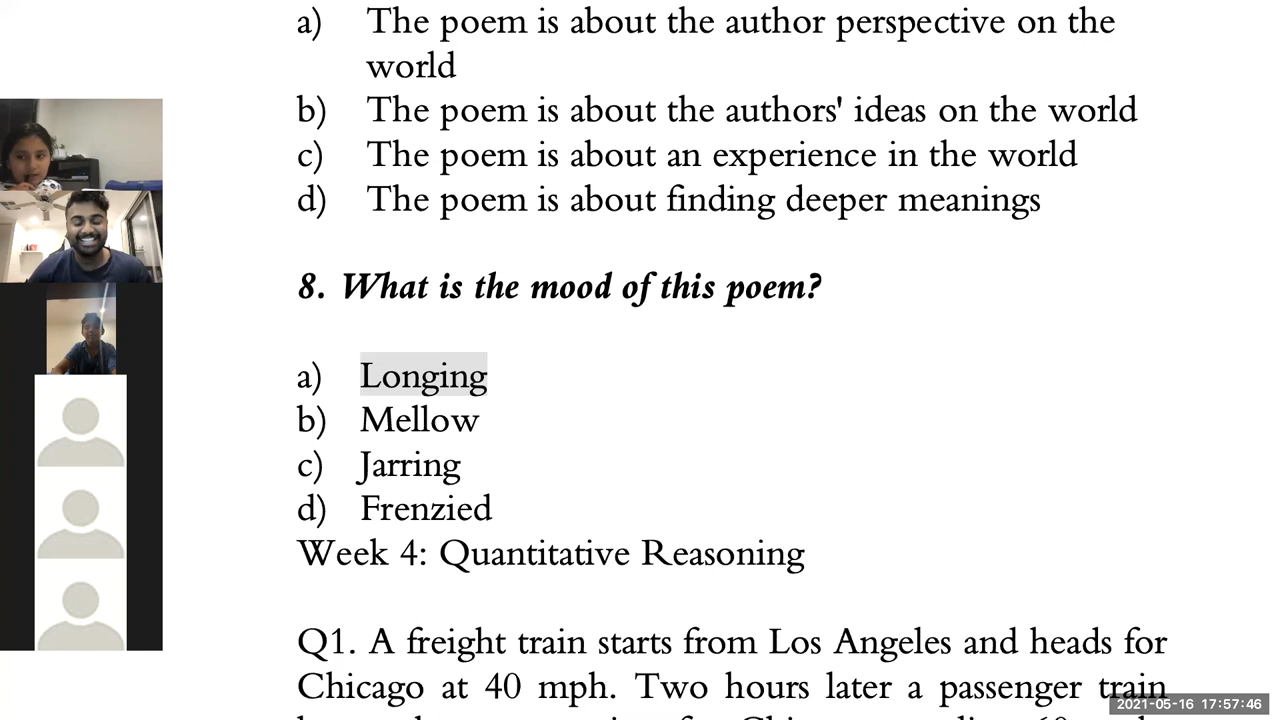 a) The poem is about the author perspective on the
world
b) The poem is about the authors' ideas on the world
c) The poem is about an experience in the world
d) The poem is about finding deeper meanings
8. What is the mood of this poem?
a) Longing
b) Mellow
c) Jarring
d) Frenzied
Week 4: Quantitative Reasoning
Q1. A freight train starts from Los Angeles and heads for
Chicago at 40 mph. Two hours later a passenger train
2021-05-16 17:57:46